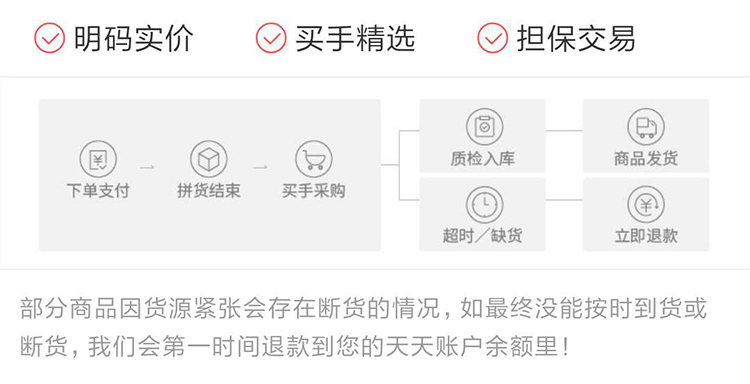 明码实价 买手精选 担保交易
质检入库 商品发货
下单支付 拼货结束 买手采购
超时/缺货 立即退款
部分商品因货源紧张会存在断货的情况，如最终没能按时到货或
断货，我们会第一时间退款到您的天天账户余额里！